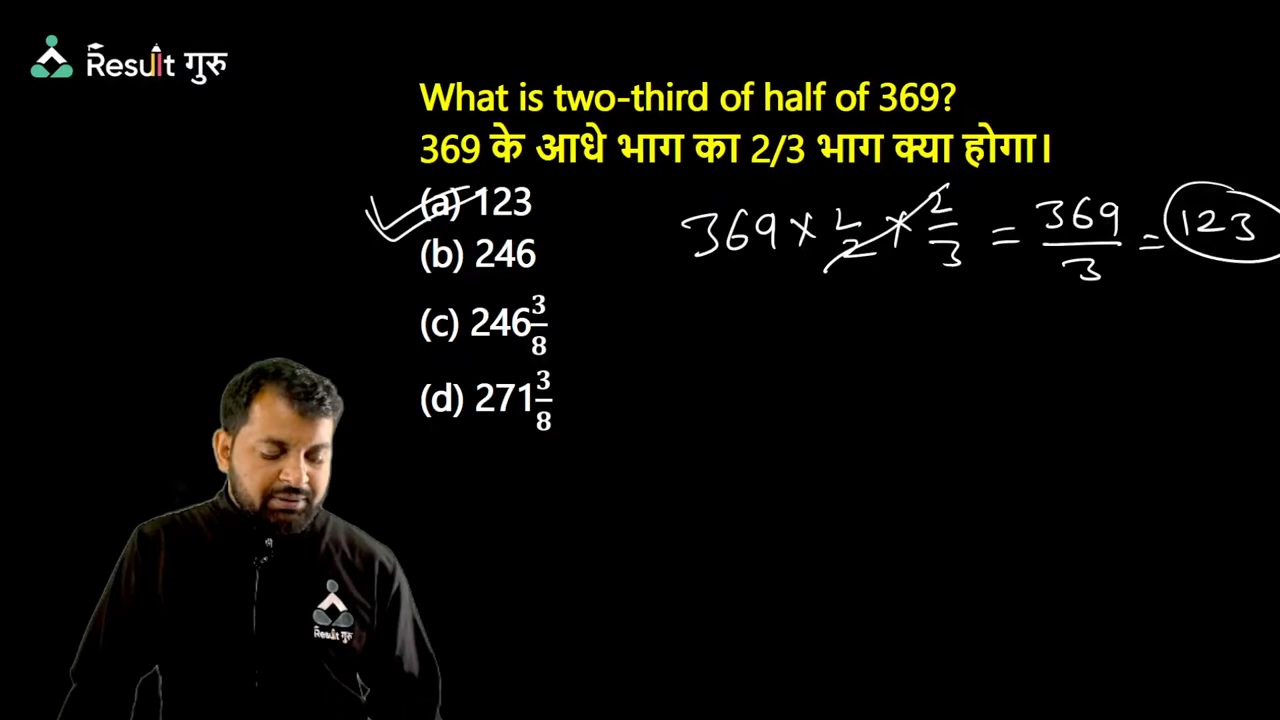 Result गुरु
What is two-third of half of 369?
369 के आधे भाग का 2/3 भाग क्या होगा।
(a) 123
(b) 246
(c) 246 3/8
(d) 271 3/8
369 × 1/2 × 2/3 = 369/3 = 123
Result गुरु